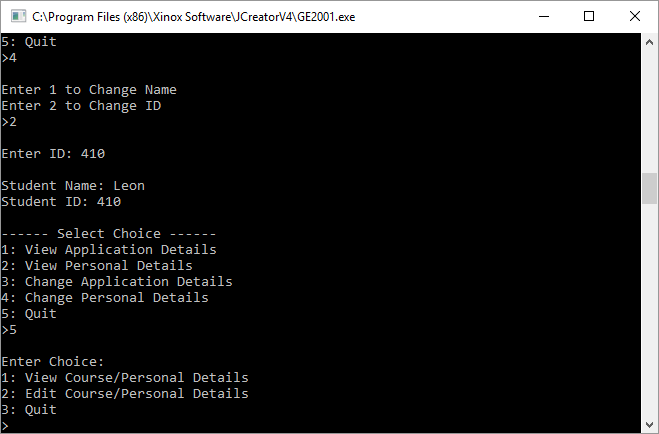 C:\Program Files (x86)\Xinox Software\JCreatorV4\GE2001.exe
5: Quit
>4
Enter 1 to Change Name
Enter 2 to Change ID
>2
Enter ID: 410
Student Name: Leon
Student ID: 410
------ Select Choice ------
1: View Application Details
2: View Personal Details
3: Change Application Details
4: Change Personal Details
5: Quit
>5
Enter Choice:
1: View Course/Personal Details
2: Edit Course/Personal Details
3: Quit
>